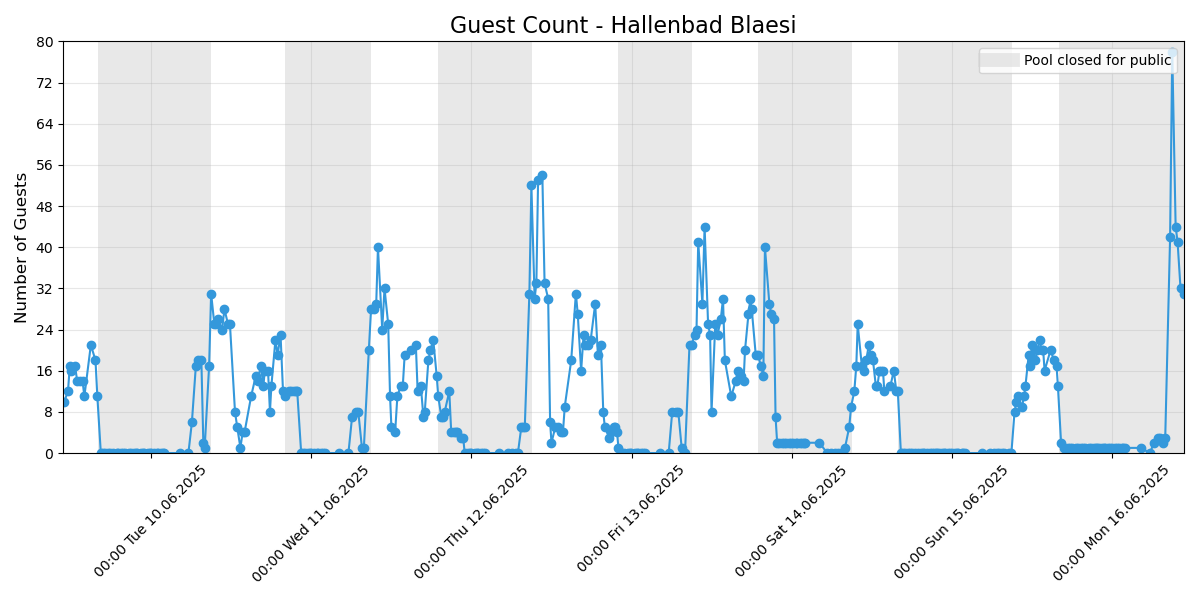 Guest Count - Hallenbad Blaesi
Number of Guests
80
72
64
56
48
40
32
24
16
8
0
Pool closed for public
00:00 Tue 10.06.2025
00:00 Wed 11.06.2025
00:00 Thu 12.06.2025
00:00 Fri 13.06.2025
00:00 Sat 14.06.2025
00:00 Sun 15.06.2025
00:00 Mon 16.06.2025